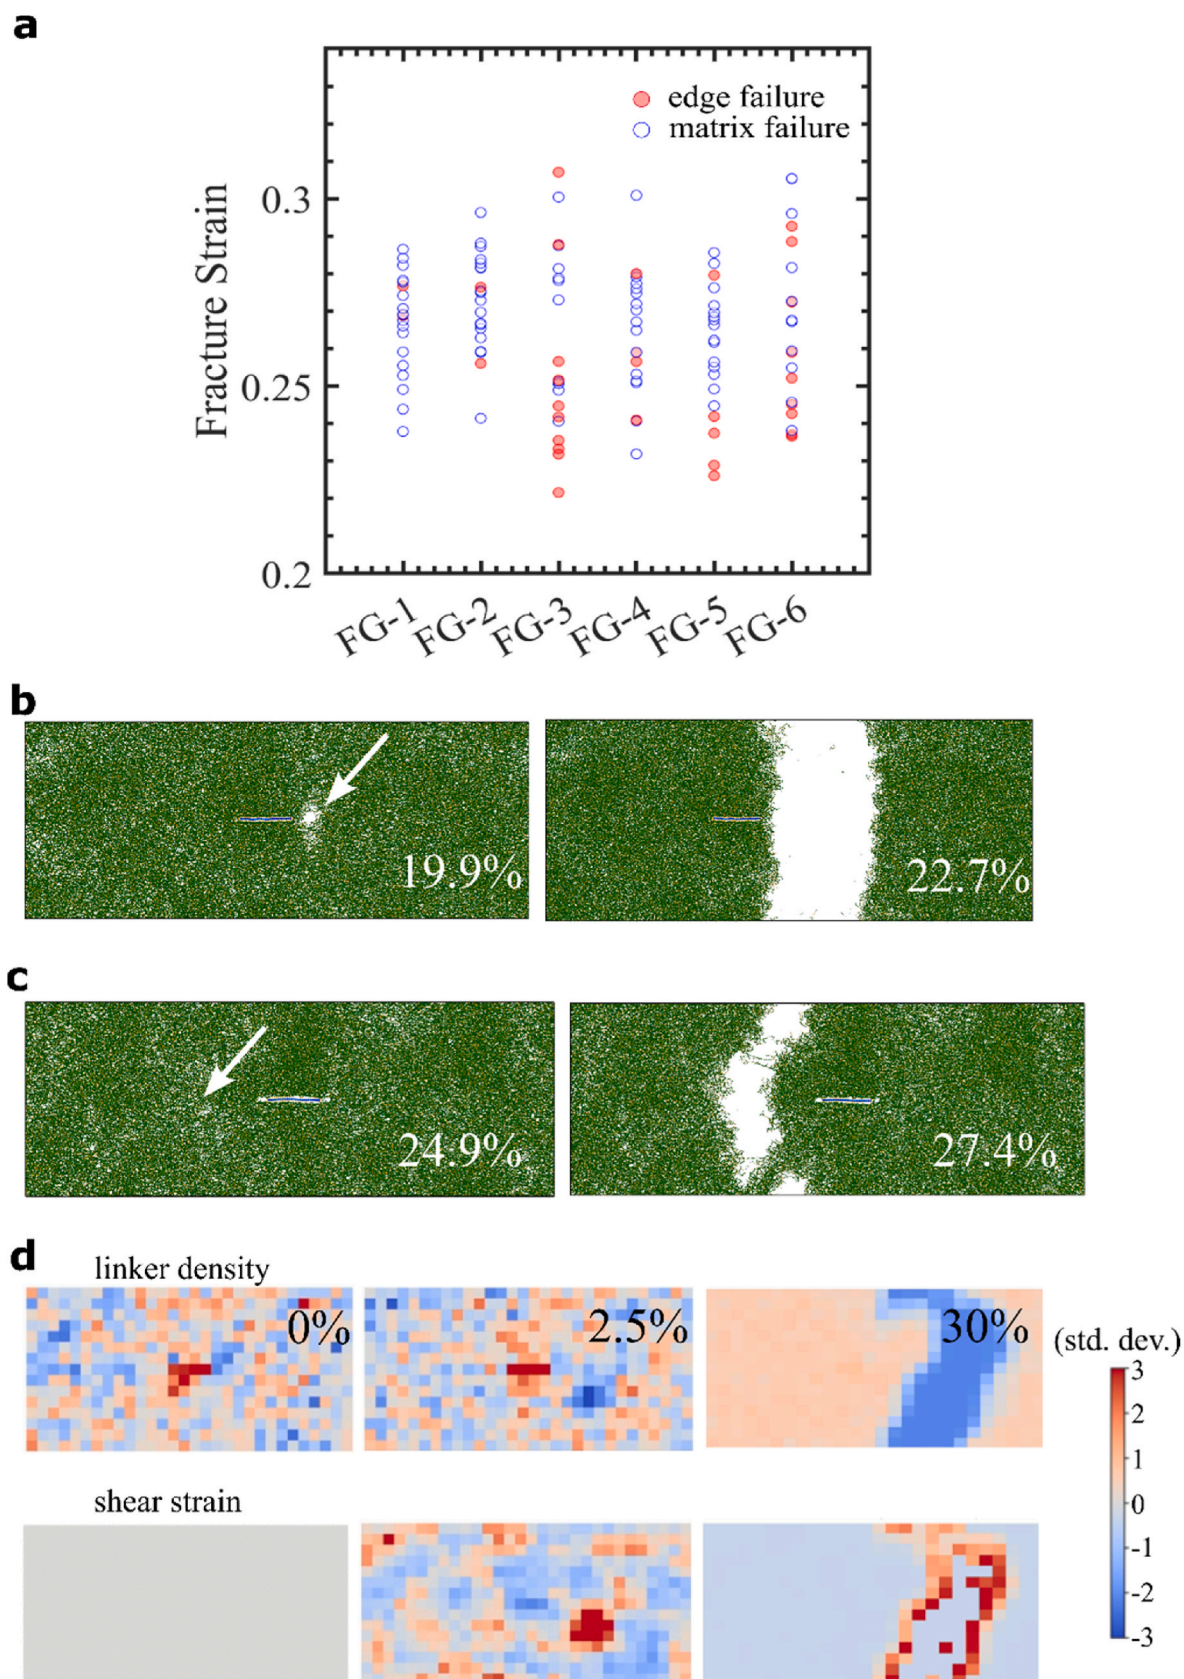 a
edge failure
matrix failure
Fracture Strain
0.3
0.25
0.2
FG-1
FG-2
FG-3
FG-4
FG-5
FG-6
b
19.9%
22.7%
c
24.9%
27.4%
d
linker density
0%
2.5%
30%
(std. dev.)
3
2
1
0
-1
-2
-3
shear strain